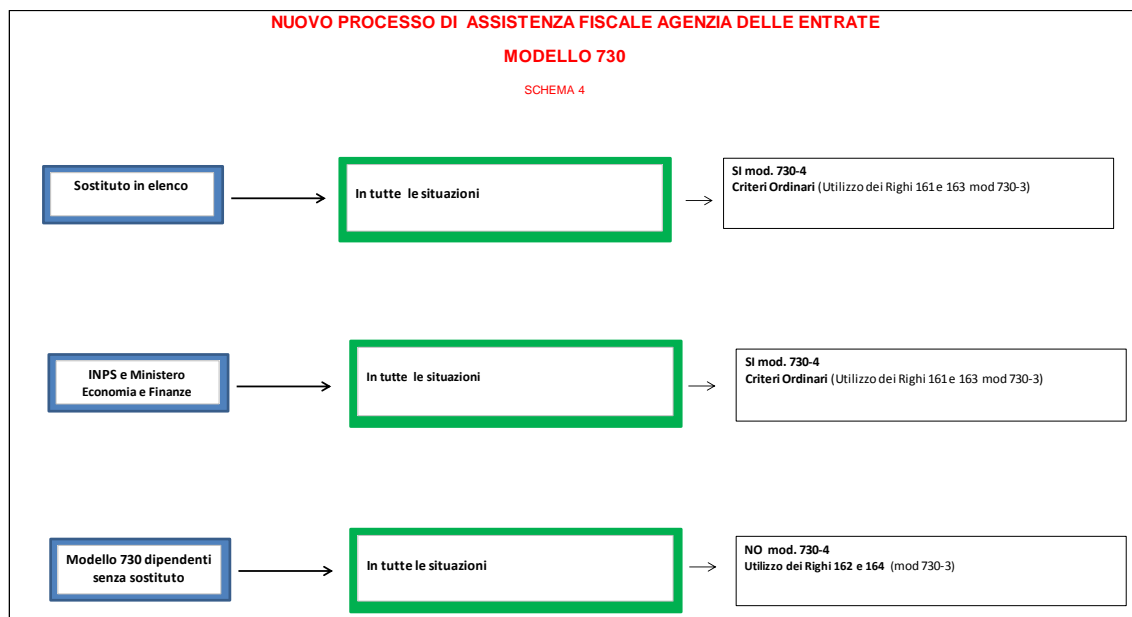 NUOVO PROCESSO DI ASSISTENZA FISCALE AGENZIA DELLE ENTRATE
MODELLO 730
SCHEMA 4
Sostituto in elenco
In tutte le situazioni
SI mod. 730-4
Criteri Ordinari (Utilizzo dei Righi 161 e 163 mod 730-3)
INPS e Ministero
Economia e Finanze
In tutte le situazioni
SI mod. 730-4
Criteri Ordinari (Utilizzo dei Righi 161 e 163 mod 730-3)
Modello 730 dipendenti
senza sostituto
In tutte le situazioni
NO mod. 730-4
Utilizzo dei Righi 162 e 164 (mod 730-3)